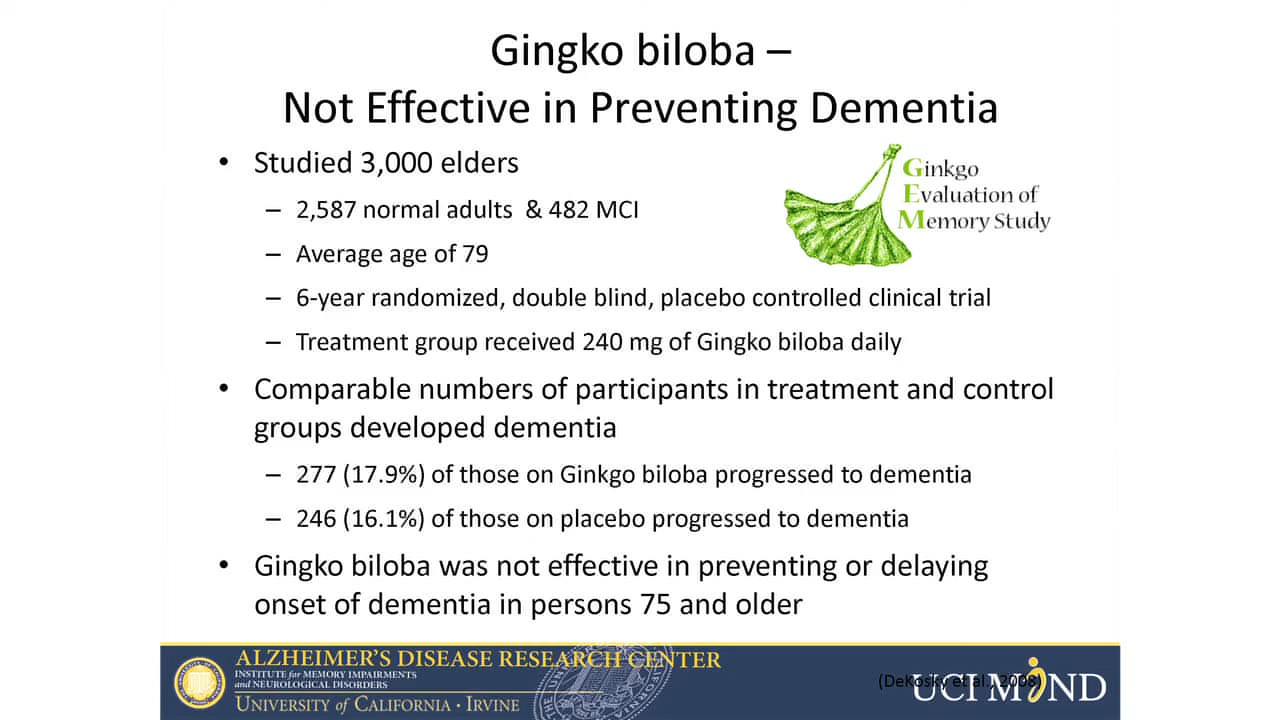 Gingko biloba –
Not Effective in Preventing Dementia
• Studied 3,000 elders
– 2,587 normal adults & 482 MCI
– Average age of 79
– 6-year randomized, double blind, placebo controlled clinical trial
– Treatment group received 240 mg of Gingko biloba daily
Ginkgo
Evaluation of
Memory Study
• Comparable numbers of participants in treatment and control
groups developed dementia
– 277 (17.9%) of those on Ginkgo biloba progressed to dementia
– 246 (16.1%) of those on placebo progressed to dementia
• Gingko biloba was not effective in preventing or delaying
onset of dementia in persons 75 and older
ALZHEIMER'S DISEASE RESEARCH CENTER
INSTITUTE for MEMORY IMPAIRMENTS
and NEUROLOGICAL DISORDERS
UNIVERSITY of CALIFORNIA • IRVINE
(DeKosky et al., 2008)
UCI MIND